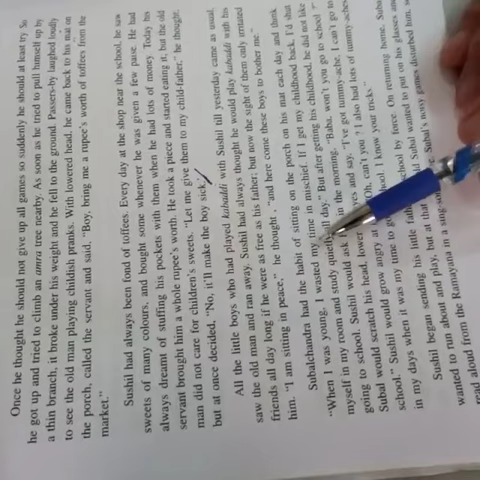 Once he thought he should not give up all games so suddenly he should at least try. So
he got up and tried to climb an amra tree nearby. As soon as he tried to pull himself up by
a thin branch, it broke under his weight and he fell to the ground. Passers-by laughed loudly
to see the old man playing childish pranks. With lowered head, he came back to his mat on
the porch, called the servant and said, "Boy, bring me a rupee's worth of toffees from the
market."
Sushil had always been fond of toffees. Every day at the shop near the school, he saw
sweets of many colours, and bought some whenever he was given a few paise. He had
always dreamt of stuffing his pockets with them when he had lots of money. Today his
servant brought him a whole rupee's worth. He took a piece and started eating it, but the old
man did not care for children's sweets. "Let me give them to my child-father," he thought;
but at once decided, "No, it'll make the boy sick."
All the little boys who had played kabaddi with Sushil till yesterday came as usual,
saw the old man and ran away. Sushil had always thought he would play kabaddi with his
friends all day long if he were as free as his father; but now the sight of them only irritated
him. "I am sitting in peace," he thought, "and here come these boys to bother me."
Subalchandra had the habit of sitting on the porch on his mat each day and think
"When I was young, I wasted my time in mischief. If I get my childhood back, I'd shut
myself in my room and study quietly all day." But after getting his childhood, he did not like
going to school. Sushil would ask in the morning, "Baba, won't you go to school?"
Subal would scratch his head, lower eyes and say, "I've got tummy-ache, I can't go to
school." Sushil would grow angry at "Oh, can't you? I also had lots of tummy-aches
in my days when it was my time to go school. I know your tricks."
Sushil began sending his little father school by force. On returning home, Subal
wanted to run about and play, but at that old Subal wanted to put on his glasses and
read aloud from the Ramayana in a sing-song Subal's noisy games disturbed him,